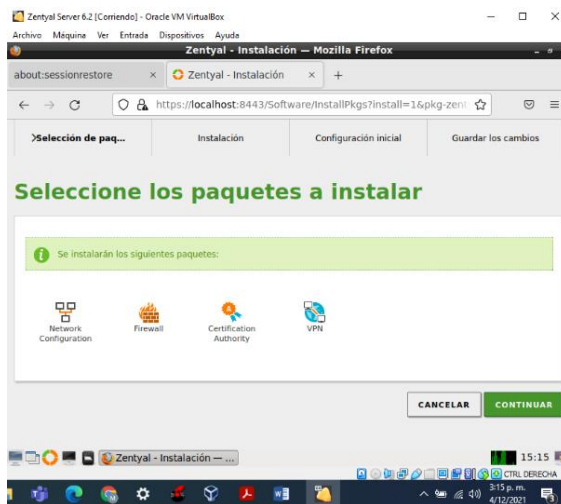 Zentyal Server 6.2 [Corriendo] - Oracle VM VirtualBox
Archivo Máquina Ver Entrada Dispositivos Ayuda
Zentyal - Instalación — Mozilla Firefox
about:sessionrestore × Zentyal - Instalación × +
https://localhost:8443/Software/InstallPkgs?install=1&pkg-zent
Selección de paq... Instalación Configuración inicial Guardar los cambios
Seleccione los paquetes a instalar
Se instalarán los siguientes paquetes:
Network Firewall Certification VPN
Configuration Authority
CANCELAR CONTINUAR
Zentyal - Instalación — ... 15:15
CTRL DERECHA
3:15 p. m.
4/12/2021